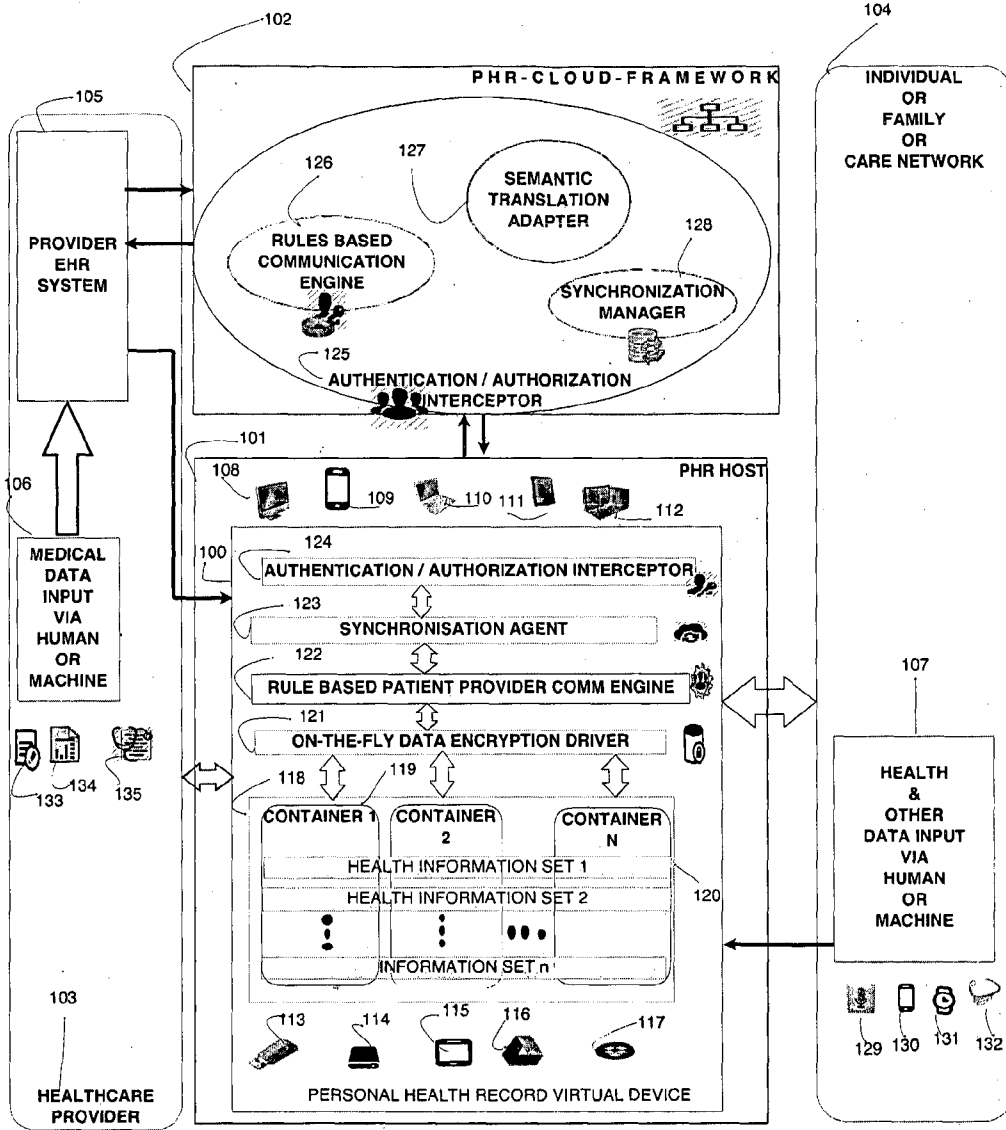 102
104
PHR-CLOUD-FRAMEWORK
INDIVIDUAL
OR
FAMILY
OR
CARE NETWORK
105
PROVIDER
EHR
SYSTEM
126
127
SEMANTIC
TRANSLATION
ADAPTER
RULES BASED
COMMUNICATION
ENGINE
128
SYNCHRONIZATION
MANAGER
125
AUTHENTICATION / AUTHORIZATION
INTERCEPTOR
101
PHR HOST
108
109
110
111
112
106
MEDICAL
DATA
INPUT
VIA
HUMAN
OR
MACHINE
133
134
135
100
124
AUTHENTICATION / AUTHORIZATION INTERCEPTOR
123
SYNCHRONISATION AGENT
122
RULE BASED PATIENT PROVIDER COMM ENGINE
121
ON-THE-FLY DATA ENCRYPTION DRIVER
118
119
CONTAINER 1
CONTAINER
2
CONTAINER
N
HEALTH INFORMATION SET 1
HEALTH INFORMATION SET 2
120
INFORMATION SET n
107
HEALTH
&
OTHER
DATA INPUT
VIA
HUMAN
OR
MACHINE
129
130
131
132
113
114
115
116
117
PERSONAL HEALTH RECORD VIRTUAL DEVICE
103
HEALTHCARE
PROVIDER